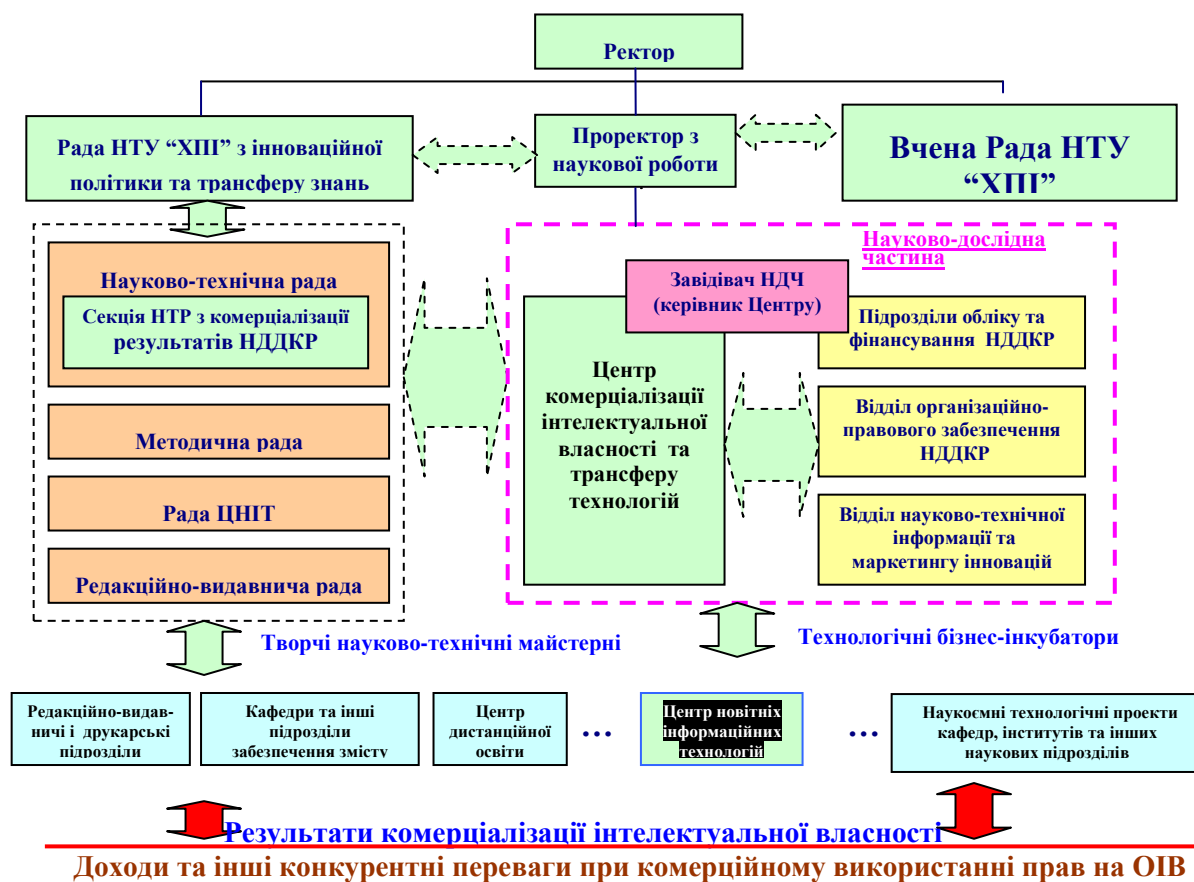 Ректор
Рада НТУ “ХПІ” з інноваційної
політики та трансферу знань
Проректор з
наукової роботи
Вчена Рада НТУ
“ХПІ”
Науково-технічна рада
Секція НТР з комерціалізації
результатів НДДКР
Методична рада
Рада ЦНІТ
Редакційно-видавнича рада
Науково-дослідна
частина
Завідівач НДЧ
(керівник Центру)
Центр
комерціалізації
інтелектуальної
власності та
трансферу
технологій
Підрозділи обліку та
фінансування НДДКР
Відділ організаційно-
правового забезпечення
НДДКР
Відділ науково-технічної
інформації та
маркетингу інновацій
Творчі науково-технічні майстерні
Технологічні бізнес-інкубатори
Редакційно-видав-
ничі і друкарські
підрозділи
Кафедри та інші
підрозділи
забезпечення змісту
Центр
дистанційної
освіти
...
Центр новітніх
інформаційних
технологій
...
Наукоємні технологічні проекти
кафедр, інститутів та інших
наукових підрозділів
Результати комерціалізації інтелектуальної власності
Доходи та інші конкурентні переваги при комерційному використанні прав на ОІВ